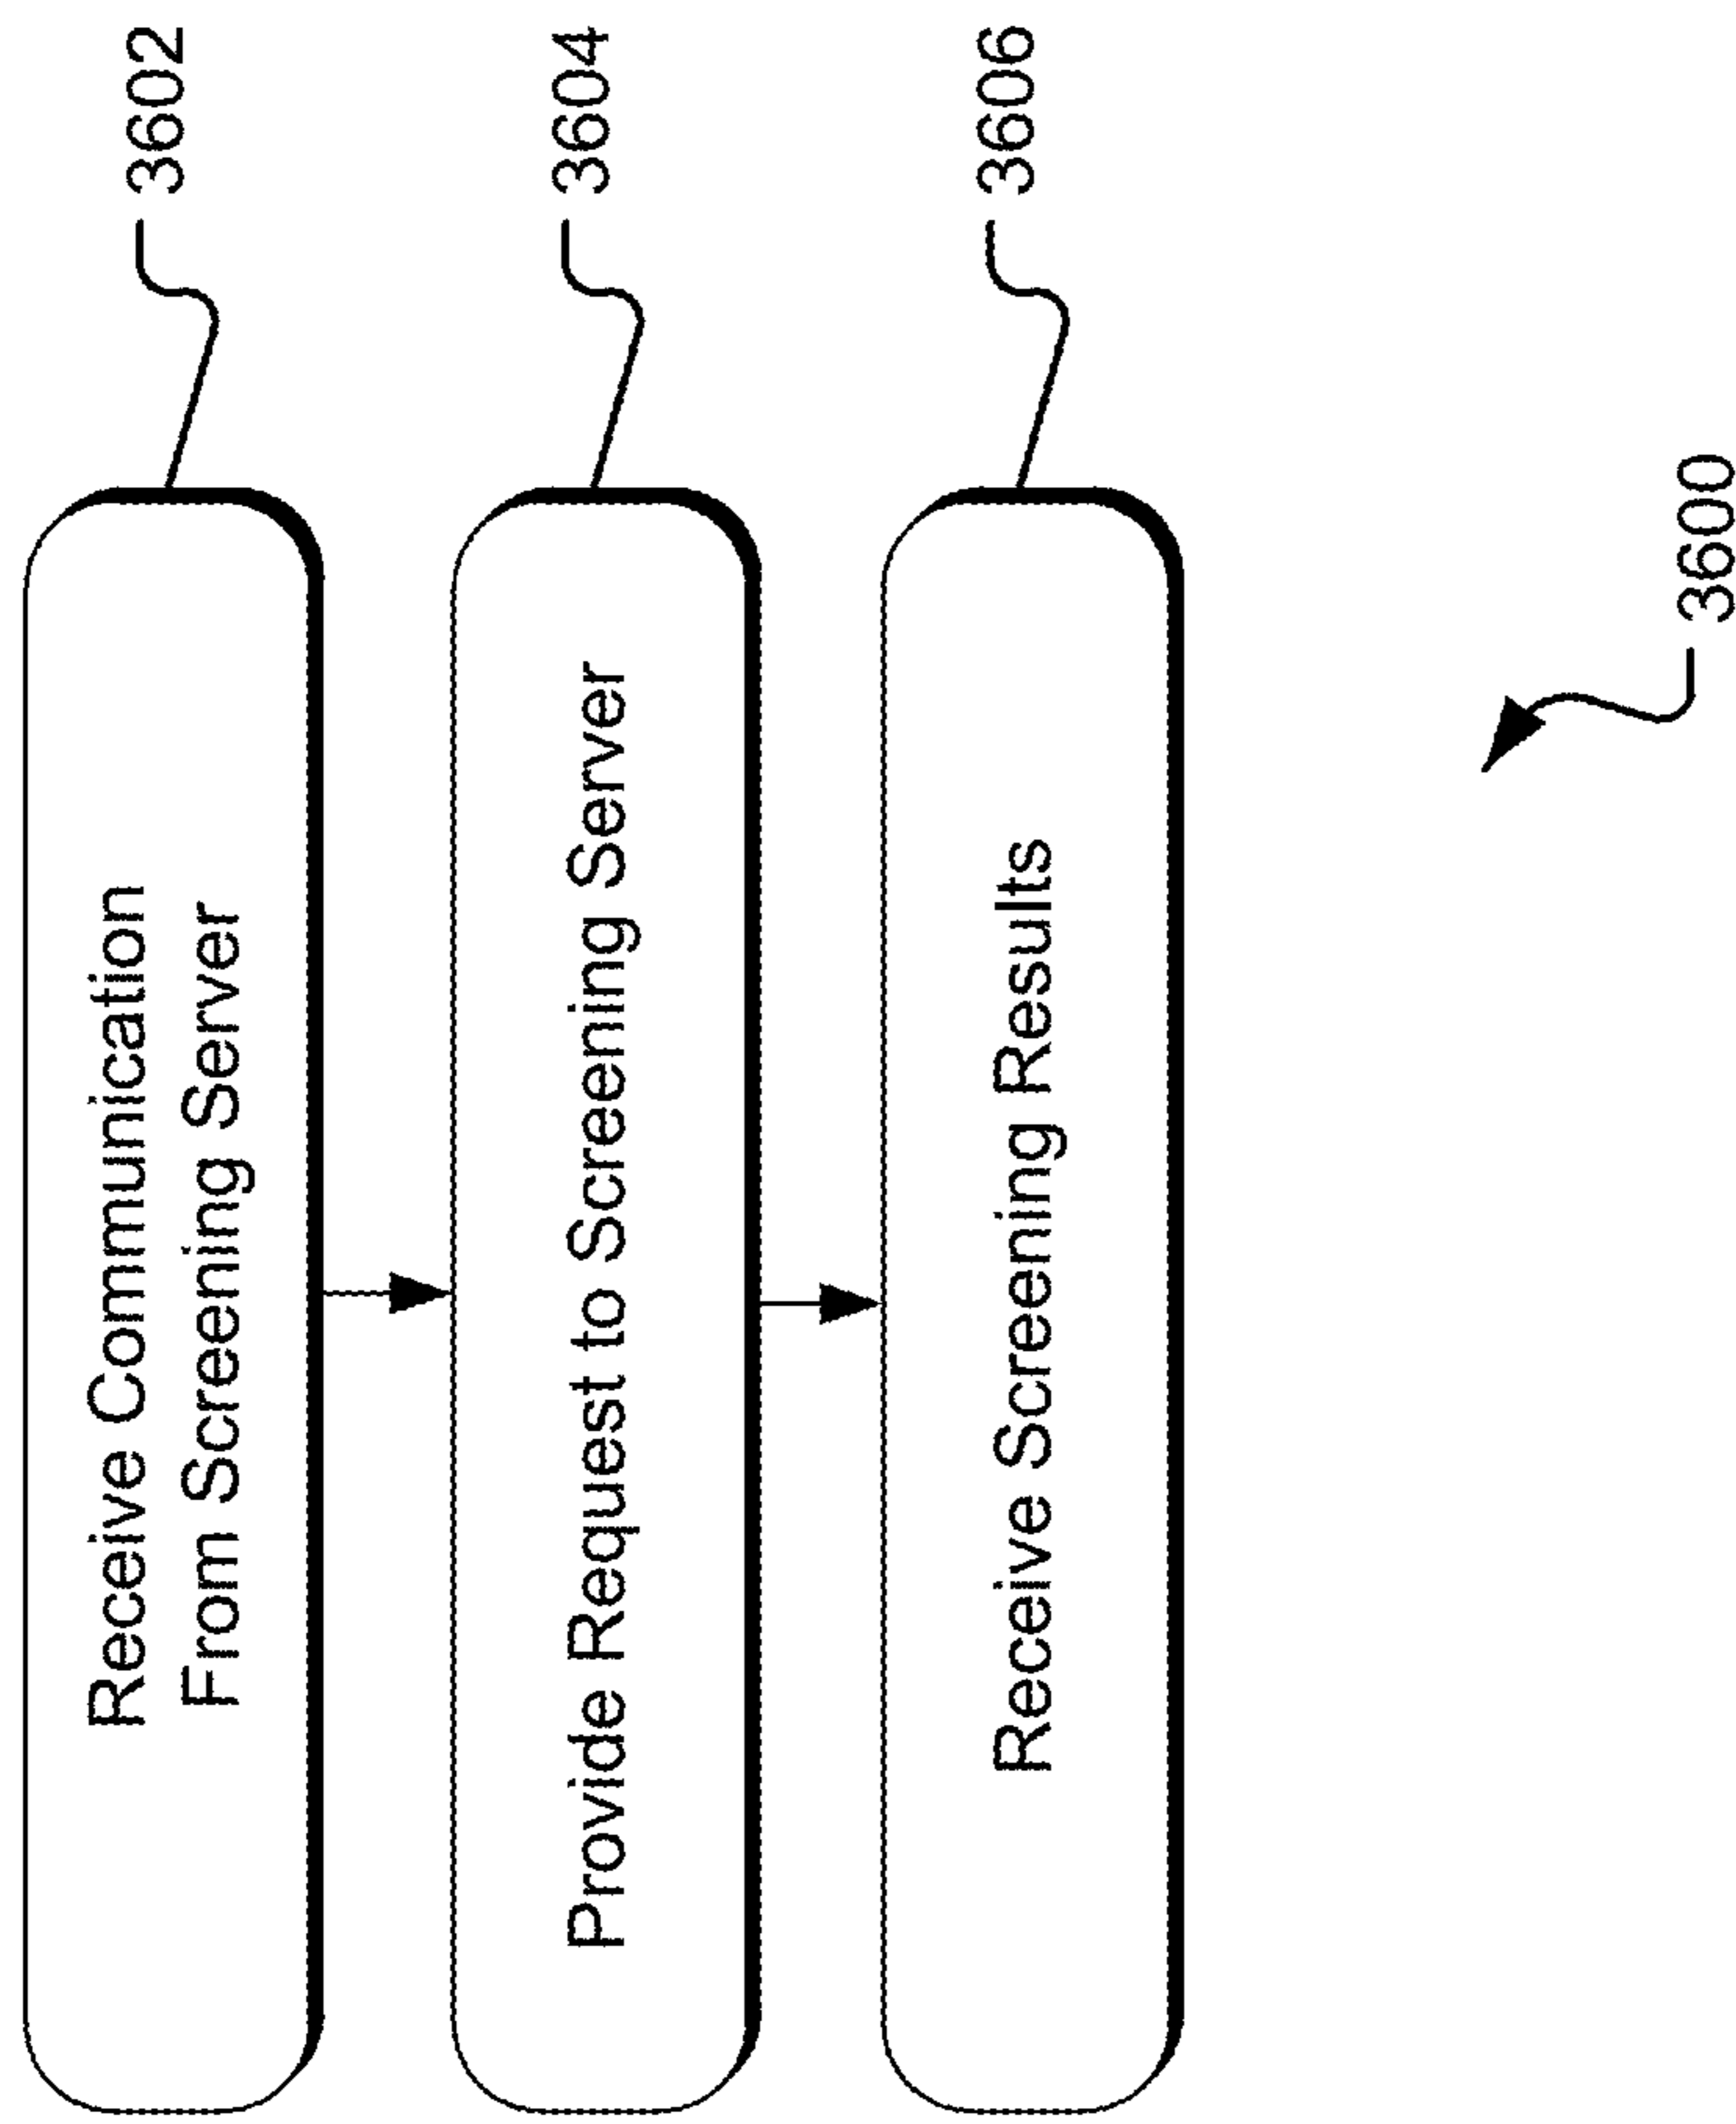 Receive Communication
From Screening Server
3602
Provide Request to Screening Server
3604
Receive Screening Results
3606
3600